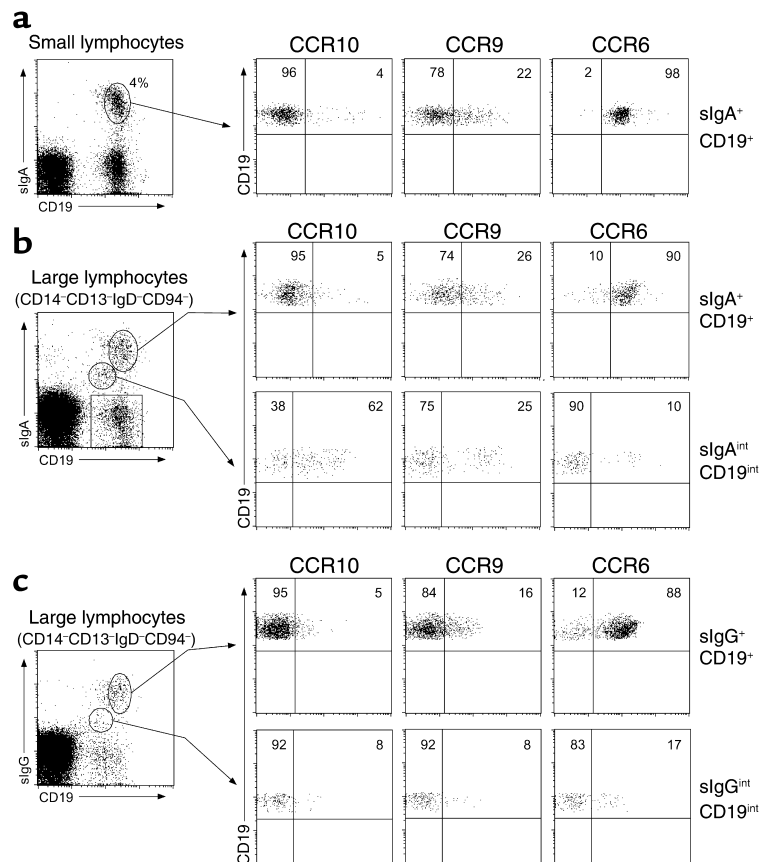 a
Small lymphocytes
4%
sIgA
CD19
CCR10 CCR9 CCR6
96 4 78 22 2 98
CD19
sIgA⁺
CD19⁺
b
Large lymphocytes
(CD14⁻CD13⁻IgD⁻CD94⁻)
sIgA
CD19
CCR10 CCR9 CCR6
95 5 74 26 10 90
sIgA⁺
CD19⁺
38 62 75 25 90 10
CD19
sIgAⁱⁿᵗ
CD19ⁱⁿᵗ
c
Large lymphocytes
(CD14⁻CD13⁻IgD⁻CD94⁻)
sIgG
CD19
CCR10 CCR9 CCR6
95 5 84 16 12 88
sIgG⁺
CD19⁺
92 8 92 8 83 17
CD19
sIgGⁱⁿᵗ
CD19ⁱⁿᵗ